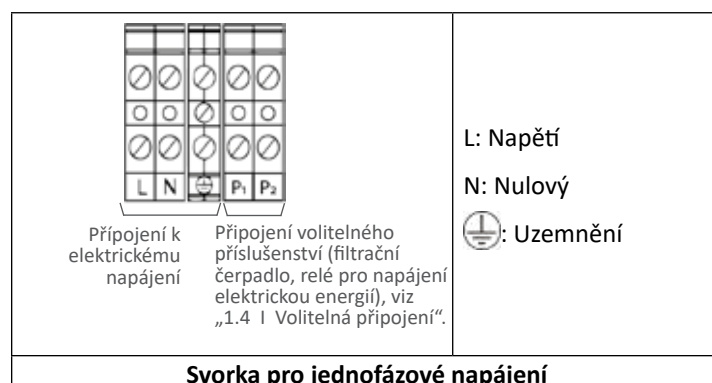 L N P₁ P₂
Přípojení k
elektrickému
napájení
Připojení volitelného
příslušenství (filtrační
čerpadlo, relé pro napájení
elektrickou energií), viz
„1.4 I Volitelná připojení“.
L: Napětí
N: Nulový
: Uzemnění
Svorka pro jednofázové napájení